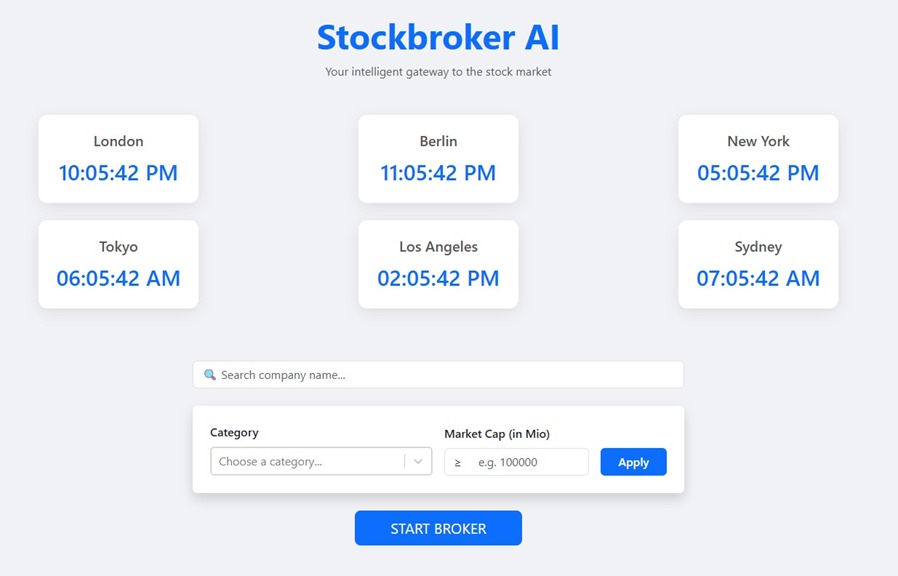 Stockbroker AI
Your intelligent gateway to the stock market
London
10:05:42 PM
Berlin
11:05:42 PM
New York
05:05:42 PM
Tokyo
06:05:42 AM
Los Angeles
02:05:42 PM
Sydney
07:05:42 AM
Search company name...
Category
Choose a category...
Market Cap (in Mio)
≥ e.g. 100000
Apply
START BROKER